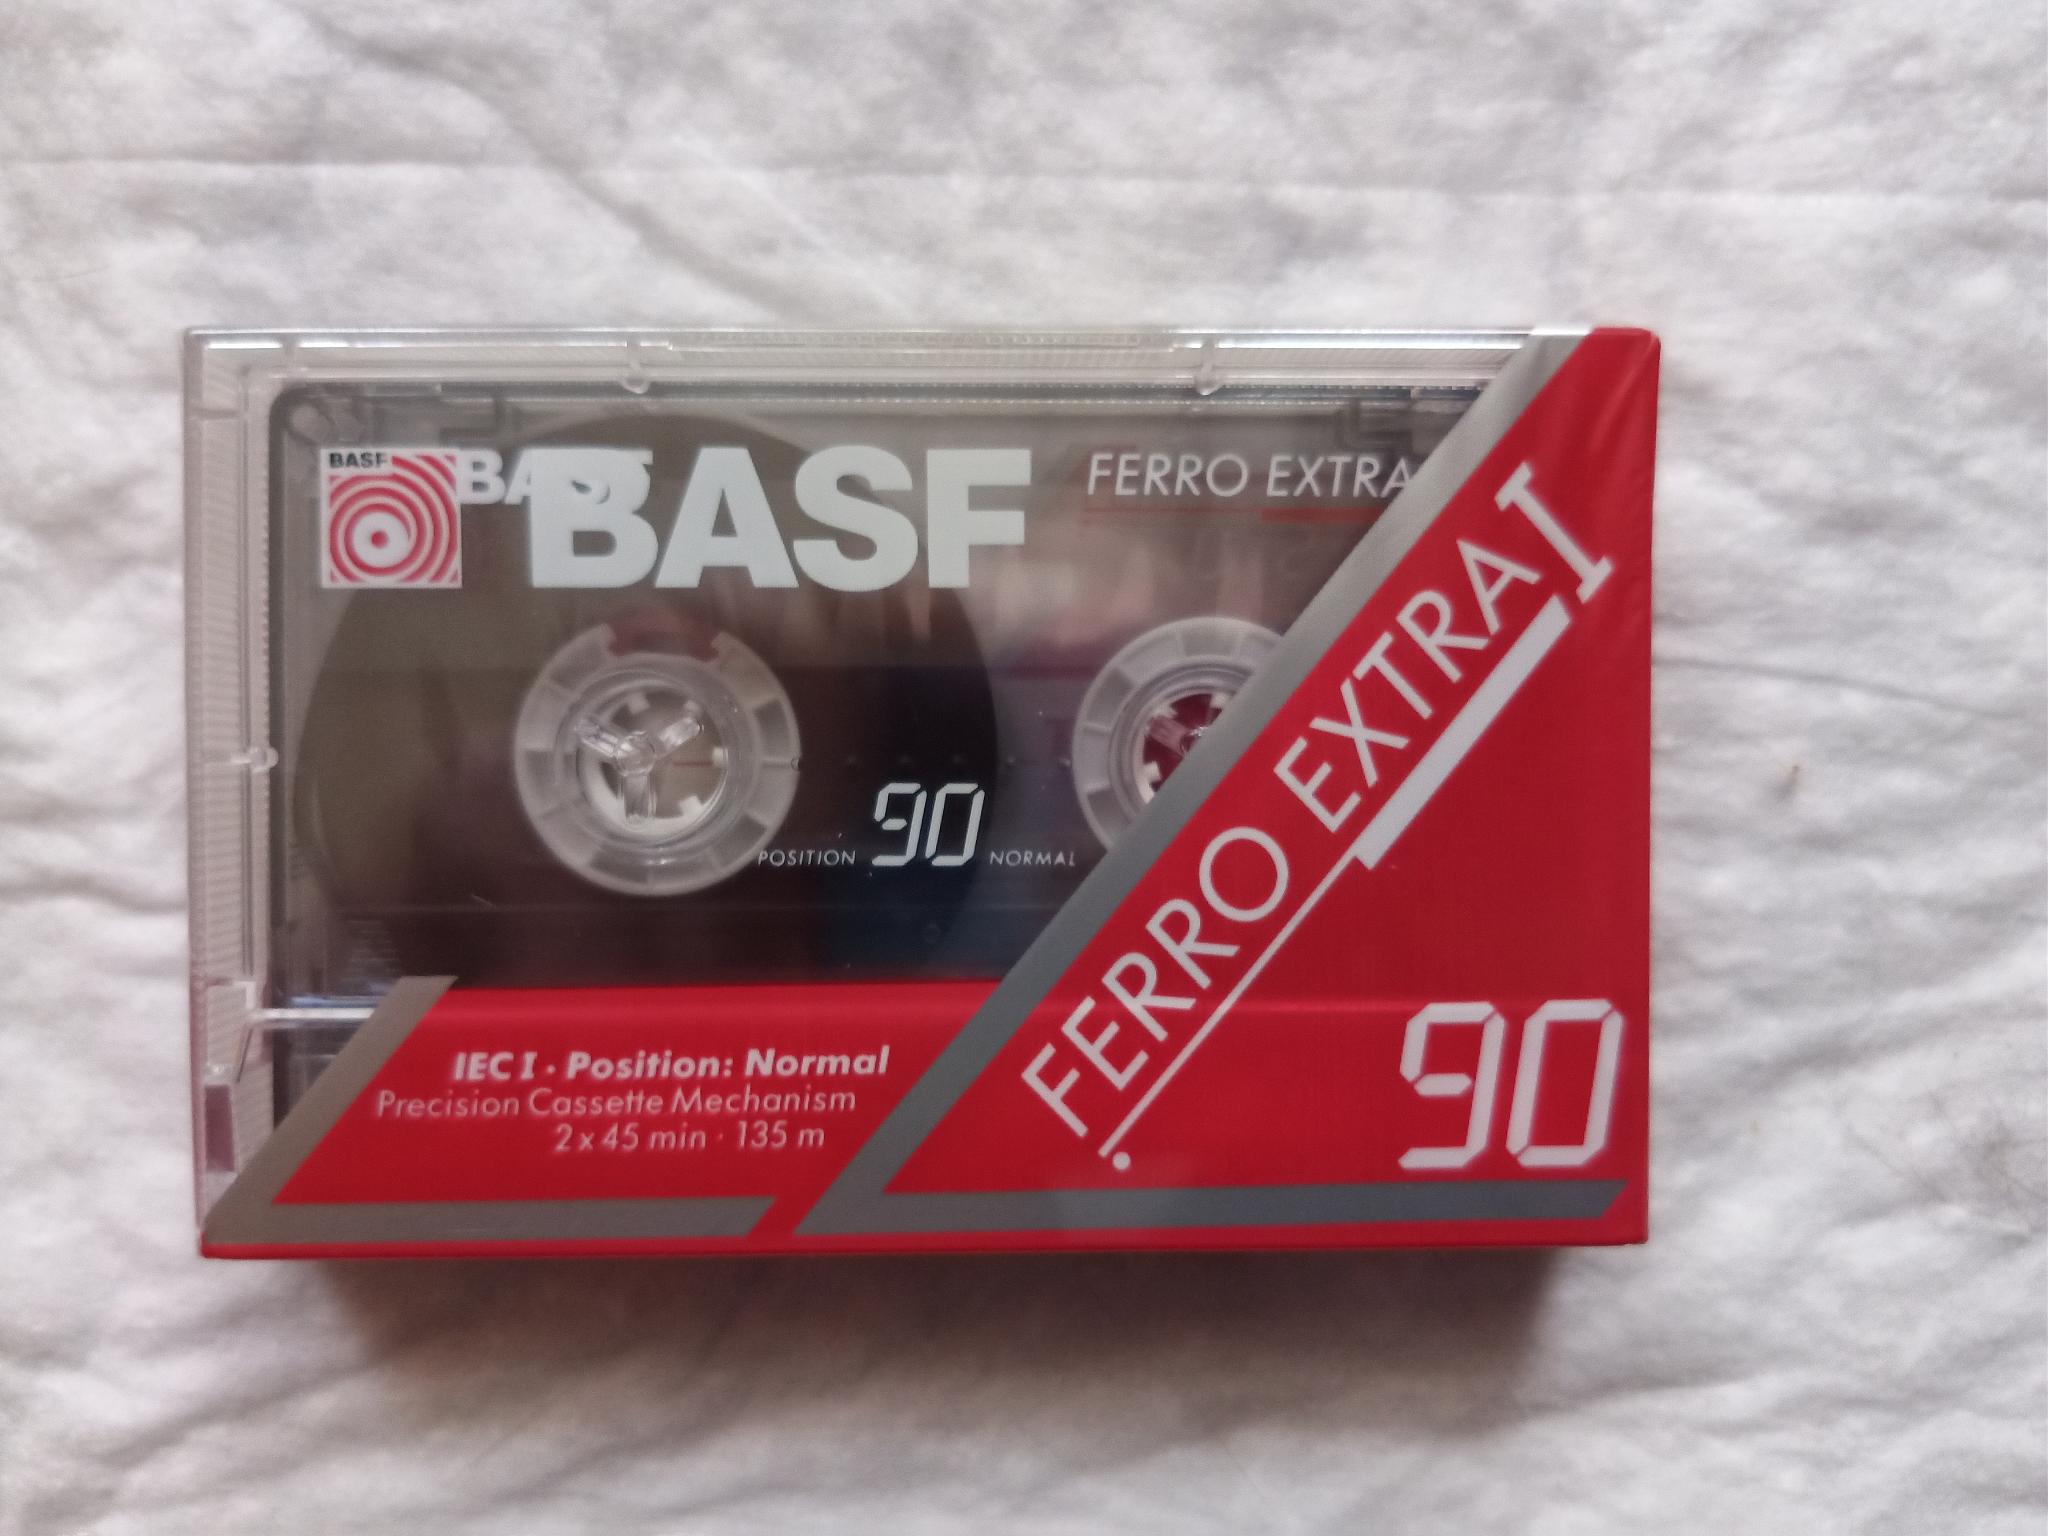 BASF
BASF
BASF
FERRO EXTRA
FERRO EXTRA I
POSITION 90 NORMAL
IEC I · Position: Normal
Precision Cassette Mechanism
2 x 45 min · 135 m
90